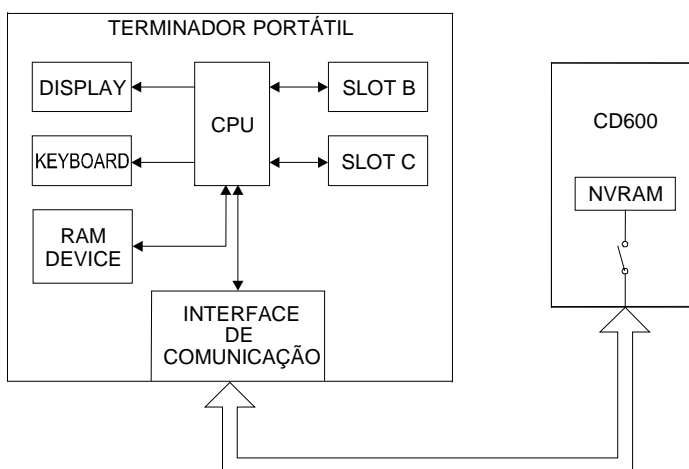 TERMINADOR PORTÁTIL
DISPLAY
CPU
SLOT B
KEYBOARD
SLOT C
RAM
DEVICE
INTERFACE
DE
COMUNICAÇÃO
CD600
NVRAM